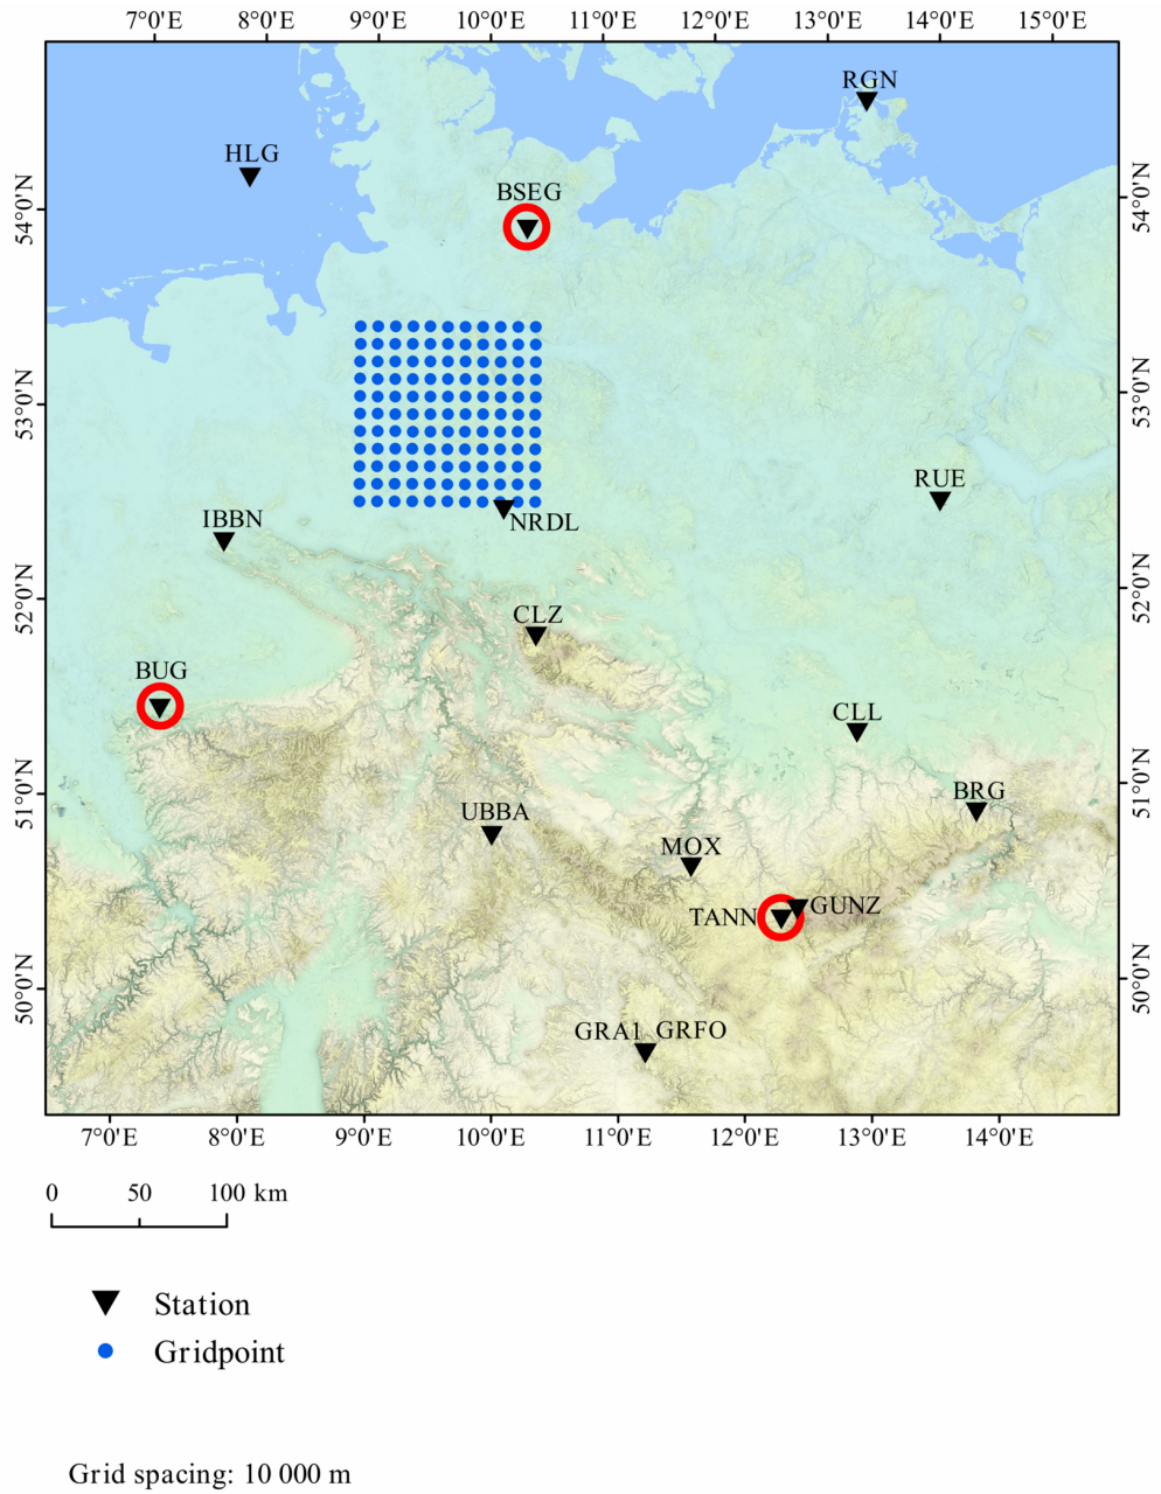 7°0'E 8°0'E 9°0'E 10°0'E 11°0'E 12°0'E 13°0'E 14°0'E 15°0'E
RGN
HLG
BSEG
54°0'N
54°0'N
53°0'N
53°0'N
RUE
IBBN
NRDL
52°0'N
52°0'N
CLZ
BUG
CLL
51°0'N
51°0'N
BRG
UBBA
MOX
TANN
GUNZ
50°0'N
50°0'N
GRA1 GRFO
7°0'E 8°0'E 9°0'E 10°0'E 11°0'E 12°0'E 13°0'E 14°0'E
0 50 100 km
Station
Gridpoint
Grid spacing: 10 000 m